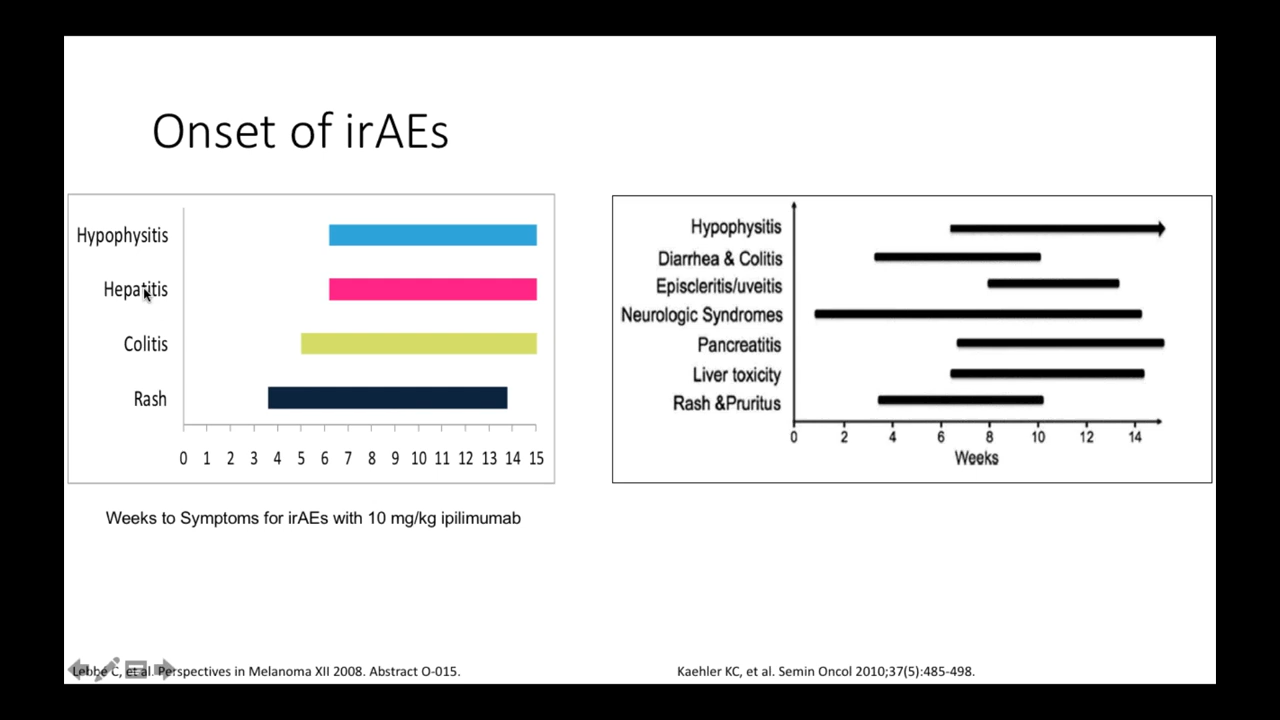 Onset of irAEs
Hypophysitis
Hepatitis
Colitis
Rash
0 1 2 3 4 5 6 7 8 9 10 11 12 13 14 15
Weeks to Symptoms for irAEs with 10 mg/kg ipilimumab
Hypophysitis
Diarrhea & Colitis
Episcleritis/uveitis
Neurologic Syndromes
Pancreatitis
Liver toxicity
Rash &Pruritus
0 2 4 6 8 10 12 14
Weeks
Lebbé C, et al. Perspectives in Melanoma XII 2008. Abstract O-015.
Kaehler KC, et al. Semin Oncol 2010;37(5):485-498.